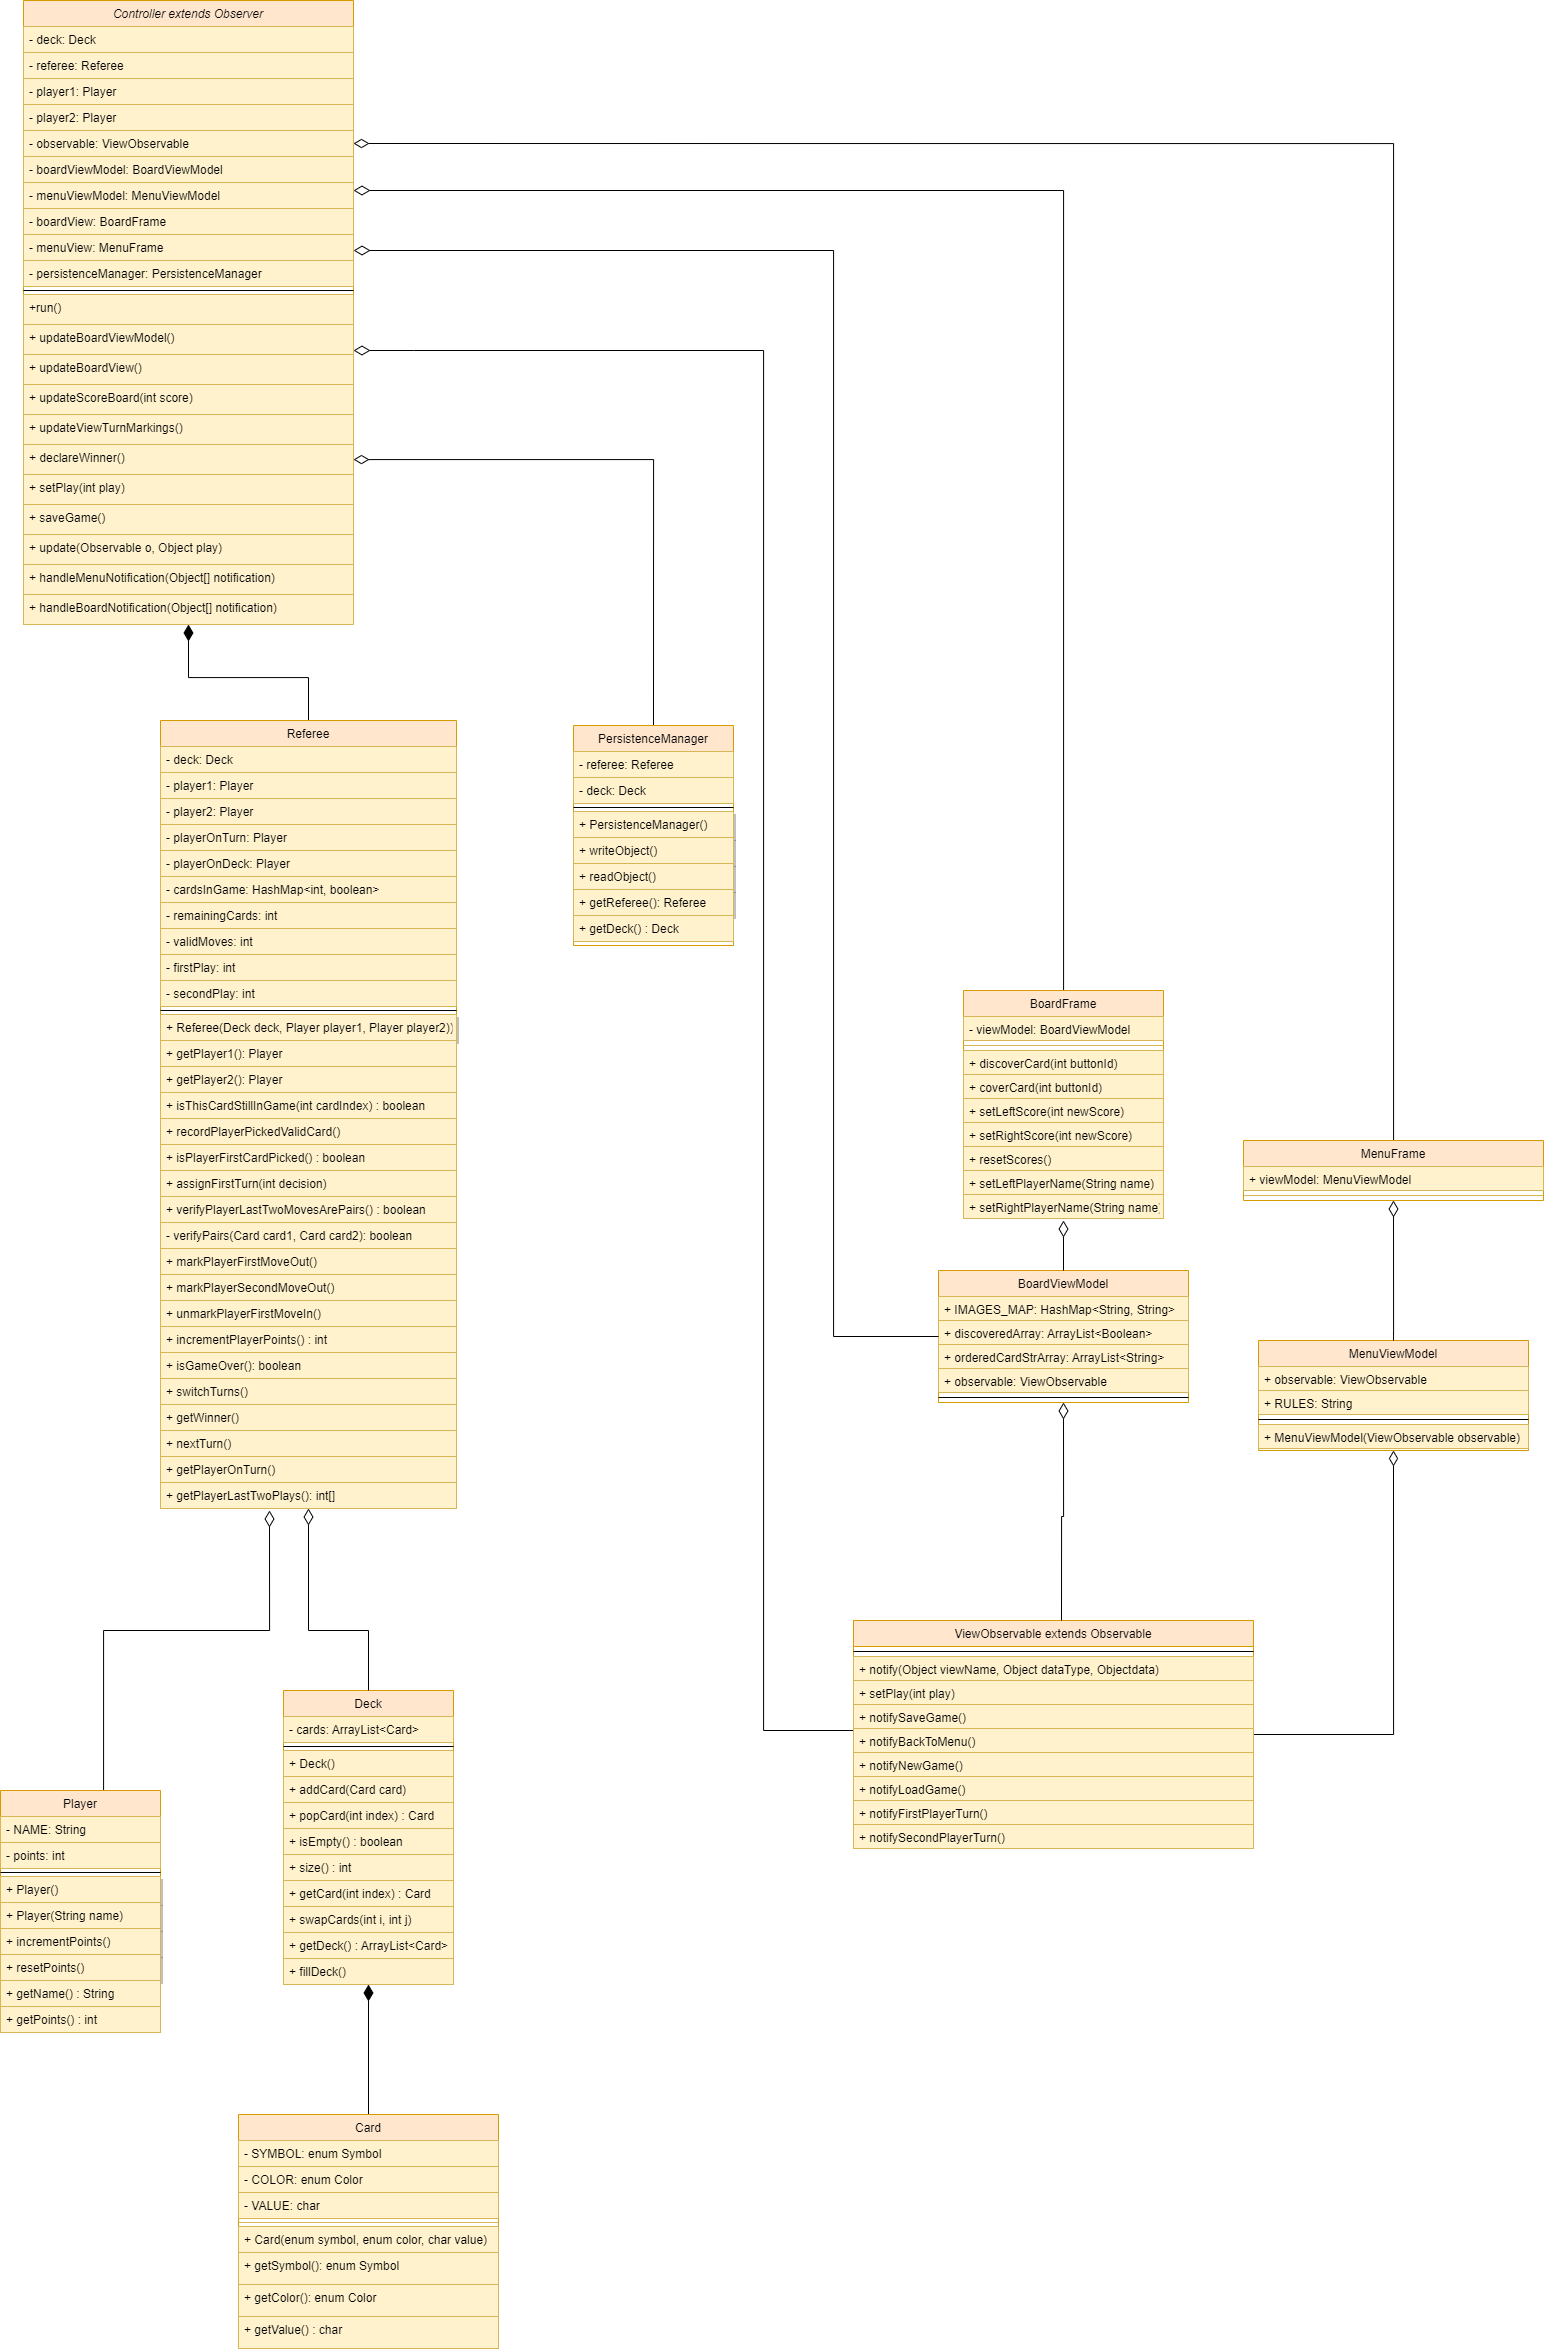 Controller extends Observer
- deck: Deck
- referee: Referee
- player1: Player
- player2: Player
- observable: ViewObservable
- boardViewModel: BoardViewModel
- menuViewModel: MenuViewModel
- boardView: BoardFrame
- menuView: MenuFrame
- persistenceManager: PersistenceManager
+run()
+ updateBoardViewModel()
+ updateBoardView()
+ updateScoreBoard(int score)
+ updateViewTurnMarkings()
+ declareWinner()
+ setPlay(int play)
+ saveGame()
+ update(Observable o, Object play)
+ handleMenuNotification(Object[] notification)
+ handleBoardNotification(Object[] notification)
Referee
- deck: Deck
- player1: Player
- player2: Player
- playerOnTurn: Player
- playerOnDeck: Player
- cardsInGame: HashMap<int, boolean>
- remainingCards: int
- validMoves: int
- firstPlay: int
- secondPlay: int
+ Referee(Deck deck, Player player1, Player player2))
+ getPlayer1(): Player
+ getPlayer2(): Player
+ isThisCardStillInGame(int cardIndex) : boolean
+ recordPlayerPickedValidCard()
+ isPlayerFirstCardPicked() : boolean
+ assignFirstTurn(int decision)
+ verifyPlayerLastTwoMovesArePairs() : boolean
- verifyPairs(Card card1, Card card2): boolean
+ markPlayerFirstMoveOut()
+ markPlayerSecondMoveOut()
+ unmarkPlayerFirstMoveIn()
+ incrementPlayerPoints() : int
+ isGameOver(): boolean
+ switchTurns()
+ getWinner()
+ nextTurn()
+ getPlayerOnTurn()
+ getPlayerLastTwoPlays(): int[]
PersistenceManager
- referee: Referee
- deck: Deck
+ PersistenceManager()
+ writeObject()
+ readObject()
+ getReferee(): Referee
+ getDeck() : Deck
BoardFrame
- viewModel: BoardViewModel
+ discoverCard(int buttonId)
+ coverCard(int buttonId)
+ setLeftScore(int newScore)
+ setRightScore(int newScore)
+ resetScores()
+ setLeftPlayerName(String name)
+ setRightPlayerName(String name)
MenuFrame
+ viewModel: MenuViewModel
BoardViewModel
+ IMAGES_MAP: HashMap<String, String>
+ discoveredArray: ArrayList<Boolean>
+ orderedCardStrArray: ArrayList<String>
+ observable: ViewObservable
MenuViewModel
+ observable: ViewObservable
+ RULES: String
+ MenuViewModel(ViewObservable observable)
ViewObservable extends Observable
+ notify(Object viewName, Object dataType, Objectdata)
+ setPlay(int play)
+ notifySaveGame()
+ notifyBackToMenu()
+ notifyNewGame()
+ notifyLoadGame()
+ notifyFirstPlayerTurn()
+ notifySecondPlayerTurn()
Player
- NAME: String
- points: int
+ Player()
+ Player(String name)
+ incrementPoints()
+ resetPoints()
+ getName() : String
+ getPoints() : int
Deck
- cards: ArrayList<Card>
+ Deck()
+ addCard(Card card)
+ popCard(int index) : Card
+ isEmpty() : boolean
+ size() : int
+ getCard(int index) : Card
+ swapCards(int i, int j)
+ getDeck() : ArrayList<Card>
+ fillDeck()
Card
- SYMBOL: enum Symbol
- COLOR: enum Color
- VALUE: char
+ Card(enum symbol, enum color, char value)
+ getSymbol(): enum Symbol
+ getColor(): enum Color
+ getValue() : char